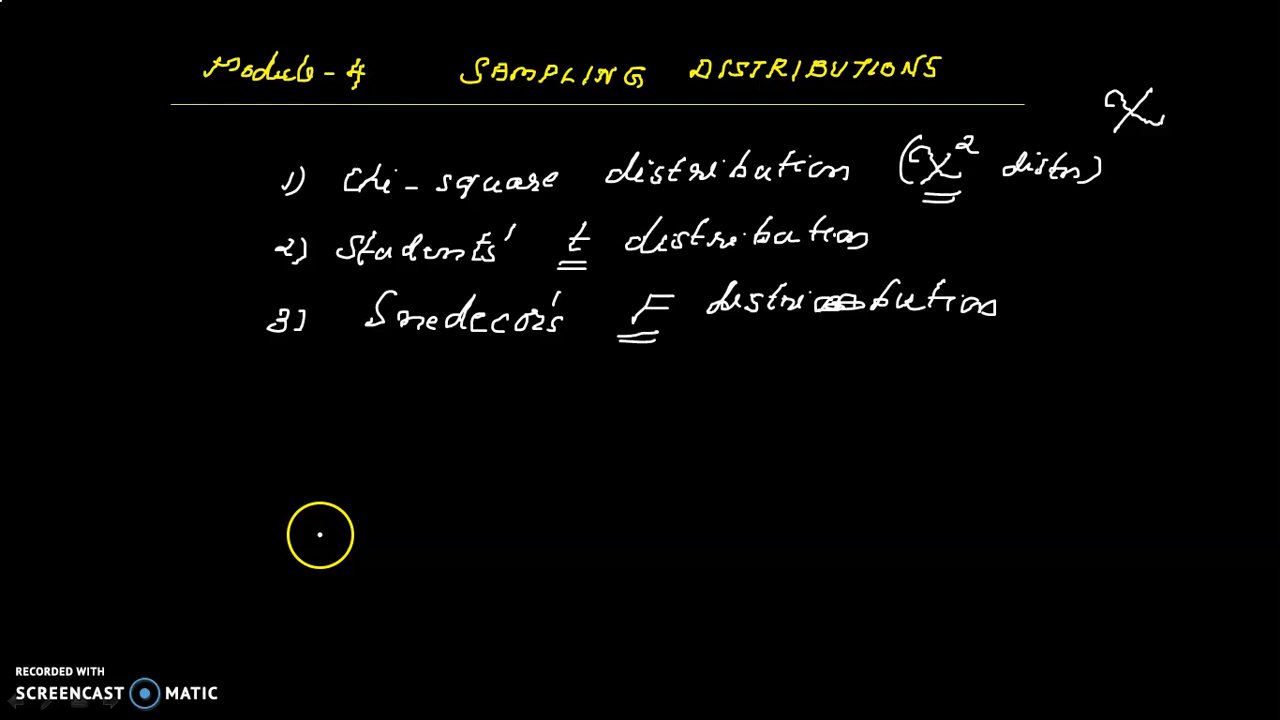 Module - 4 SAMPLING DISTRIBUTIONS
χ
1) Chi - square distribution (χ² distn)
2) Students' t distribution
3) Snedecor's F distribution
RECORDED WITH
SCREENCAST MATIC